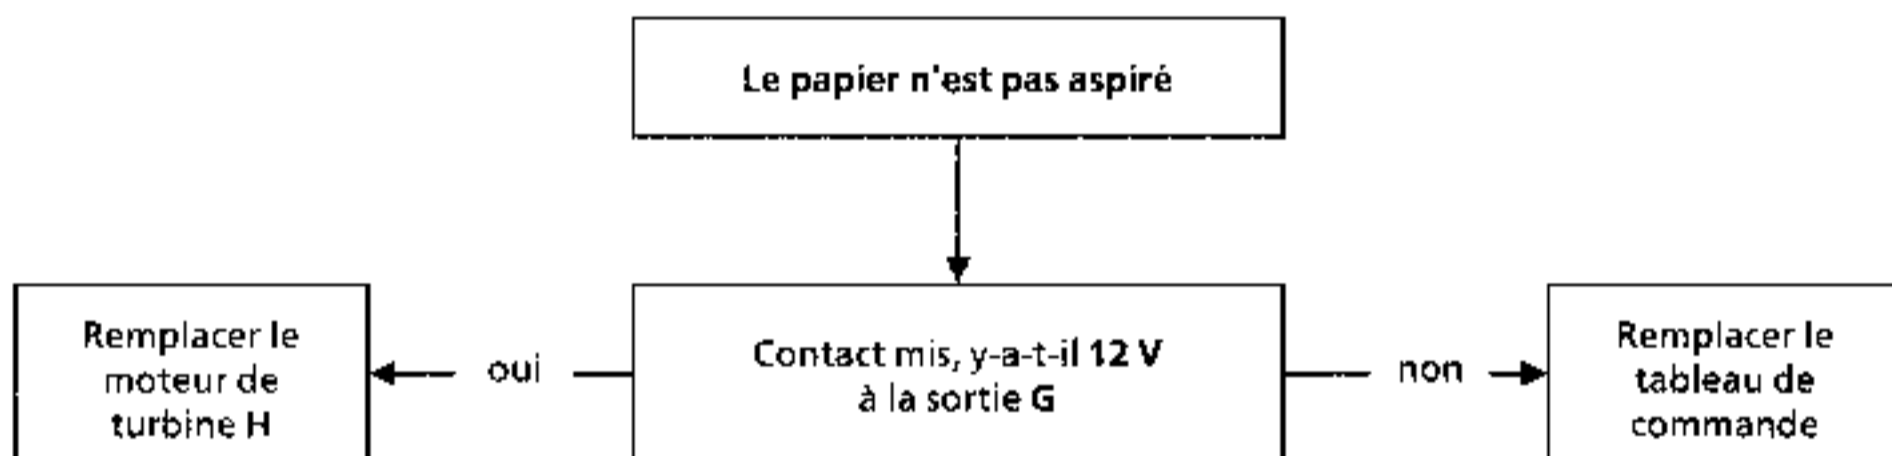 Le papier n'est pas aspiré
Remplacer le
moteur de
turbine H
oui
Contact mis, y-a-t-il 12 V
à la sortie G
non
Remplacer le
tableau de
commande